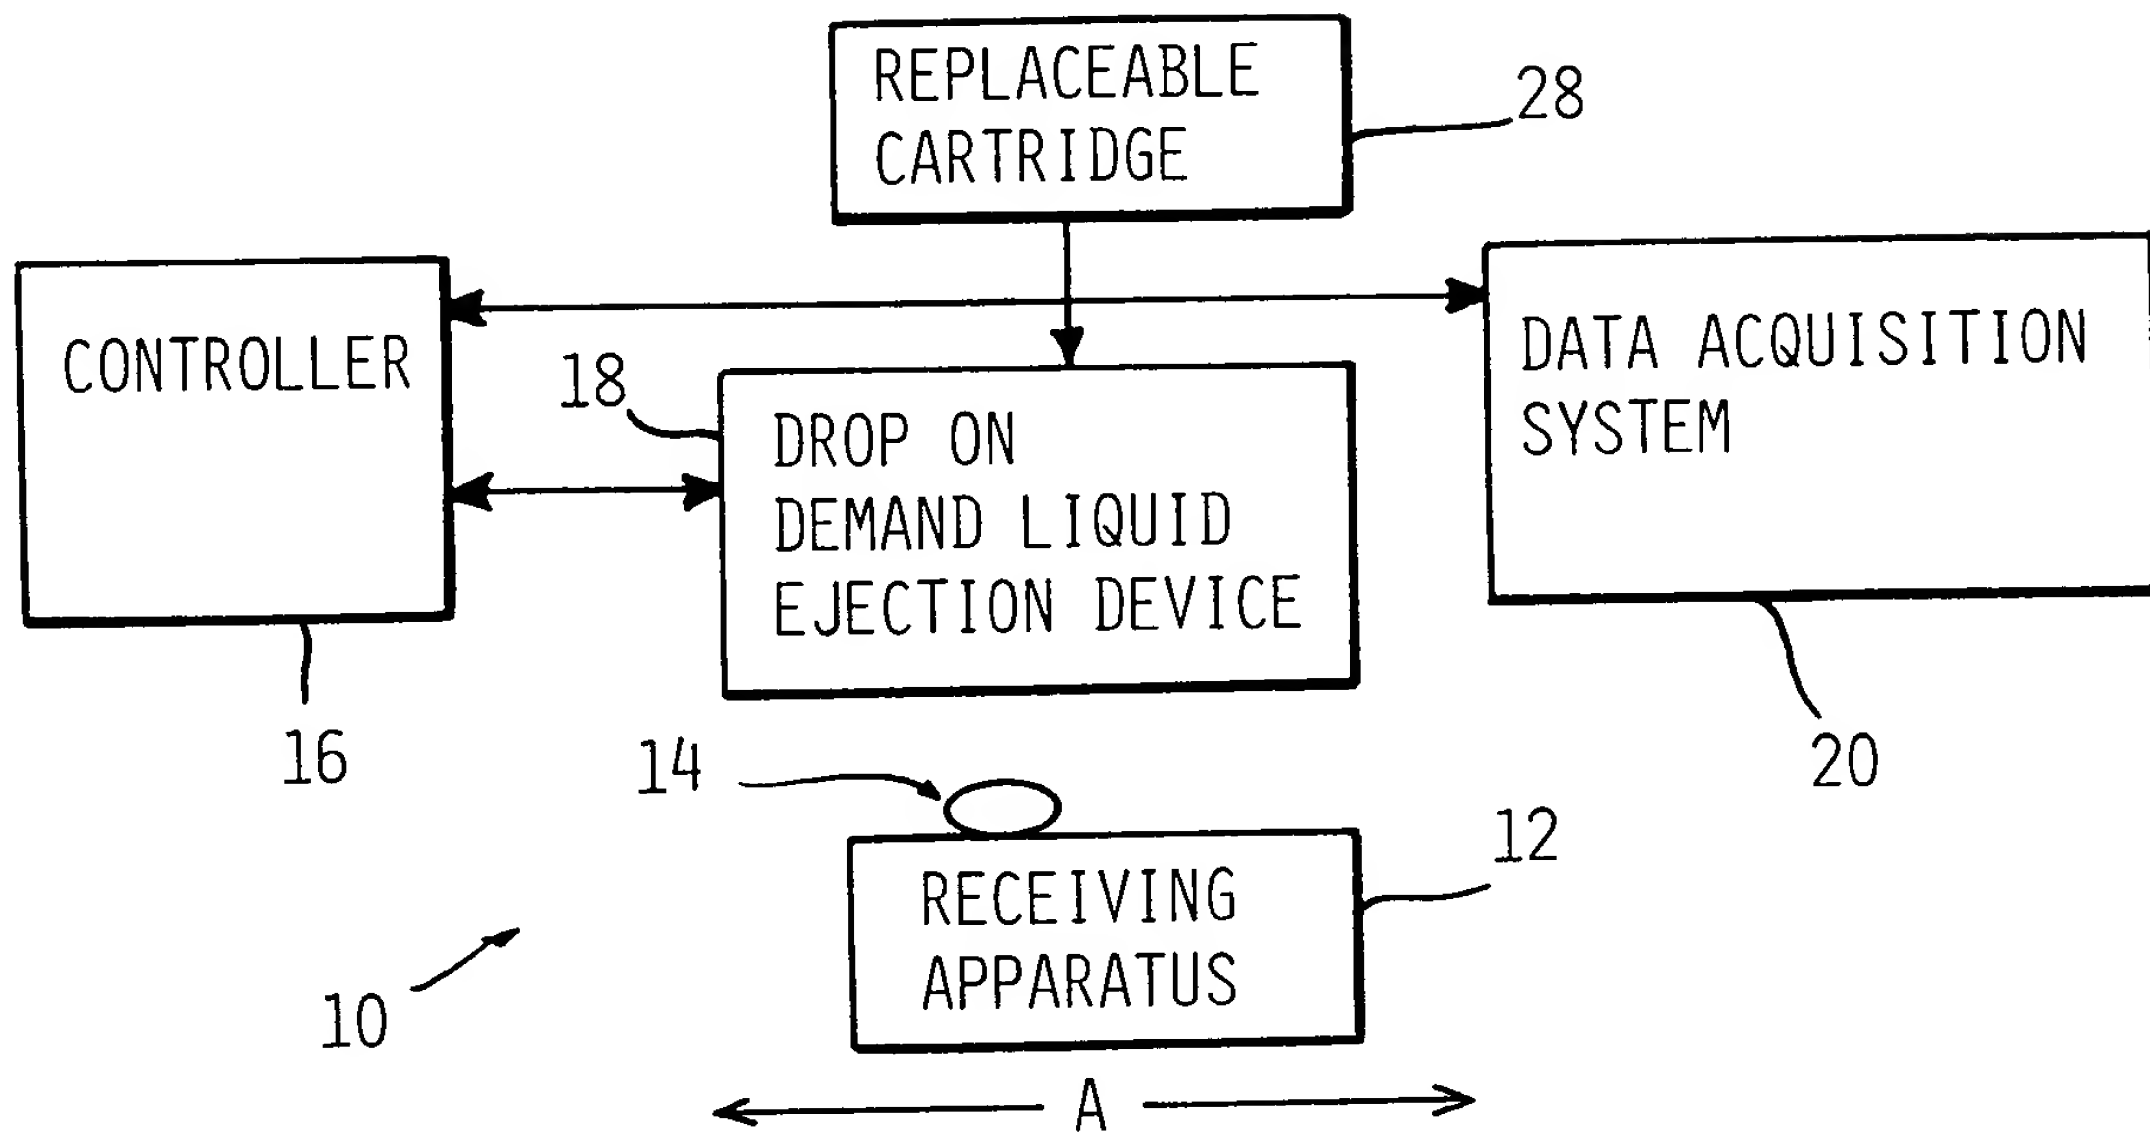 REPLACEABLE
CARTRIDGE
28
CONTROLLER
18
DROP ON
DEMAND LIQUID
EJECTION DEVICE
DATA ACQUISITION
SYSTEM
16
14
20
12
RECEIVING
APPARATUS
10
A